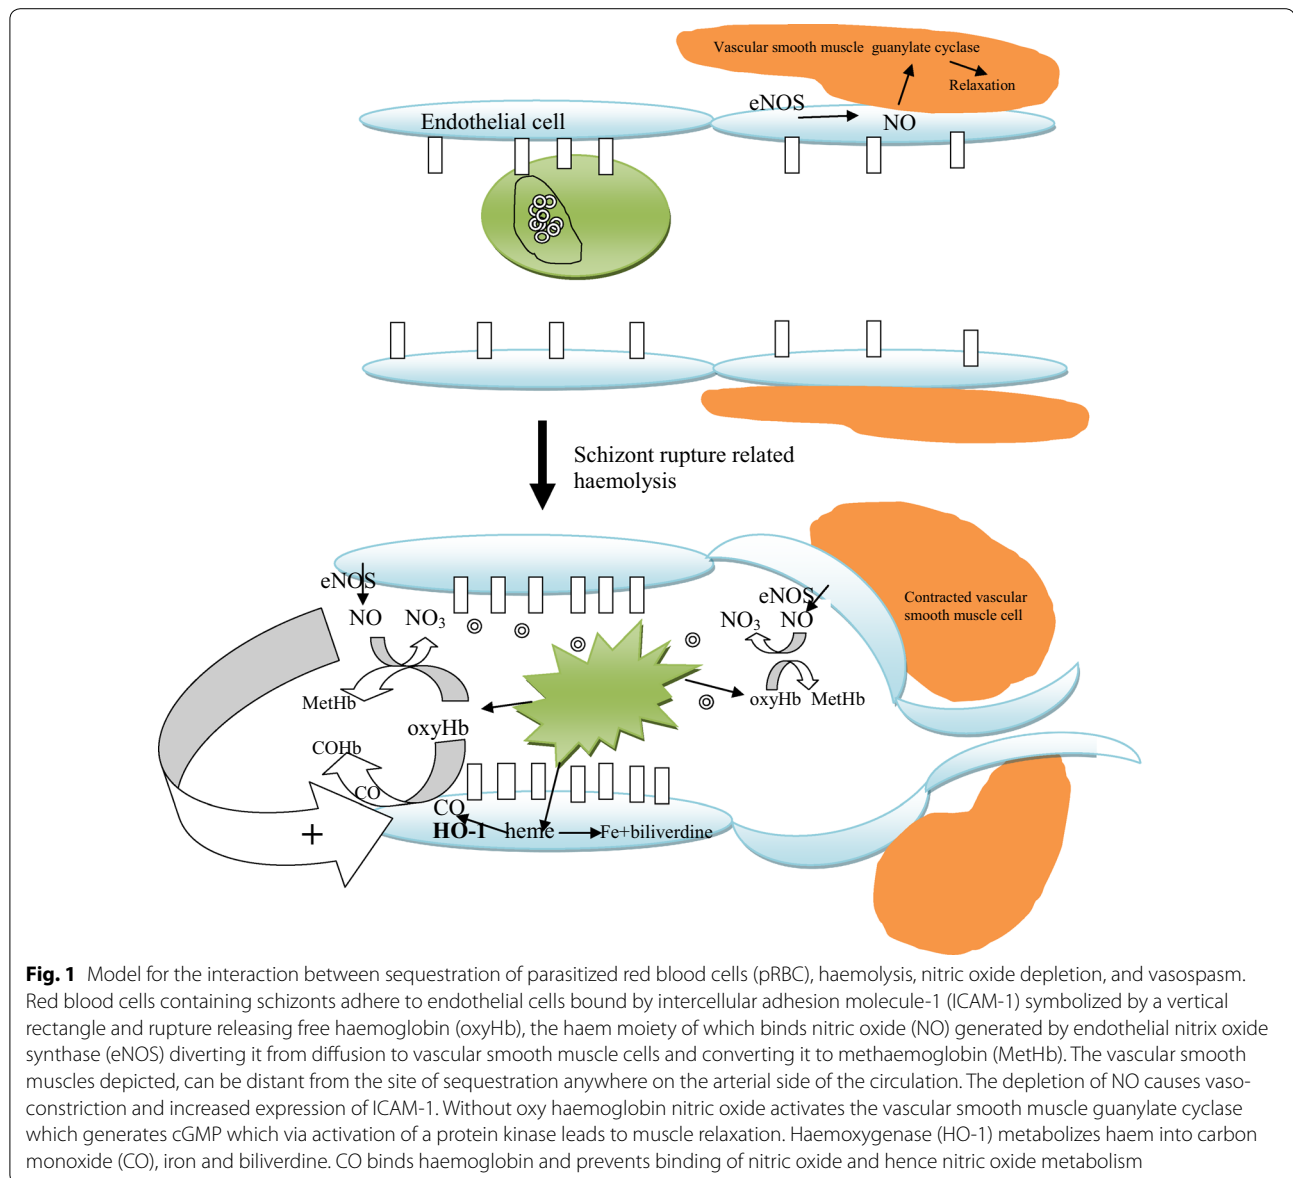 Vascular smooth muscle guanylate cyclase
Relaxation
eNOS
NO
Endothelial cell
Schizont rupture related
haemolysis
eNOS
NO
NO3
MetHb
oxyHb
COHb
CO
CO
HO-1
heme
Fe+biliverdine
+
eNOS
NO3
NO
oxyHb
MetHb
Contracted vascular
smooth muscle cell
Fig. 1 Model for the interaction between sequestration of parasitized red blood cells (pRBC), haemolysis, nitric oxide depletion, and vasospasm.
Red blood cells containing schizonts adhere to endothelial cells bound by intercellular adhesion molecule-1 (ICAM-1) symbolized by a vertical
rectangle and rupture releasing free haemoglobin (oxyHb), the haem moiety of which binds nitric oxide (NO) generated by endothelial nitrix oxide
synthase (eNOS) diverting it from diffusion to vascular smooth muscle cells and converting it to methaemoglobin (MetHb). The vascular smooth
muscles depicted, can be distant from the site of sequestration anywhere on the arterial side of the circulation. The depletion of NO causes vaso-
constriction and increased expression of ICAM-1. Without oxy haemoglobin nitric oxide activates the vascular smooth muscle guanylate cyclase
which generates cGMP which via activation of a protein kinase leads to muscle relaxation. Haemoxygenase (HO-1) metabolizes haem into carbon
monoxide (CO), iron and biliverdine. CO binds haemoglobin and prevents binding of nitric oxide and hence nitric oxide metabolism